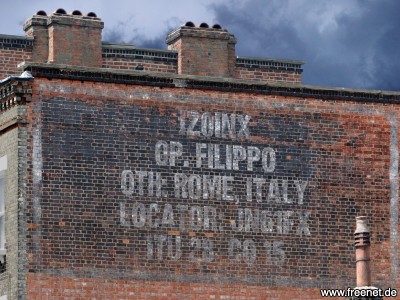 IZ0INX
OP. FILIPPO
QTH ROME, ITALY
LOCATOR: JN61FX
ITU 28 CQ 15
www.freenet.de